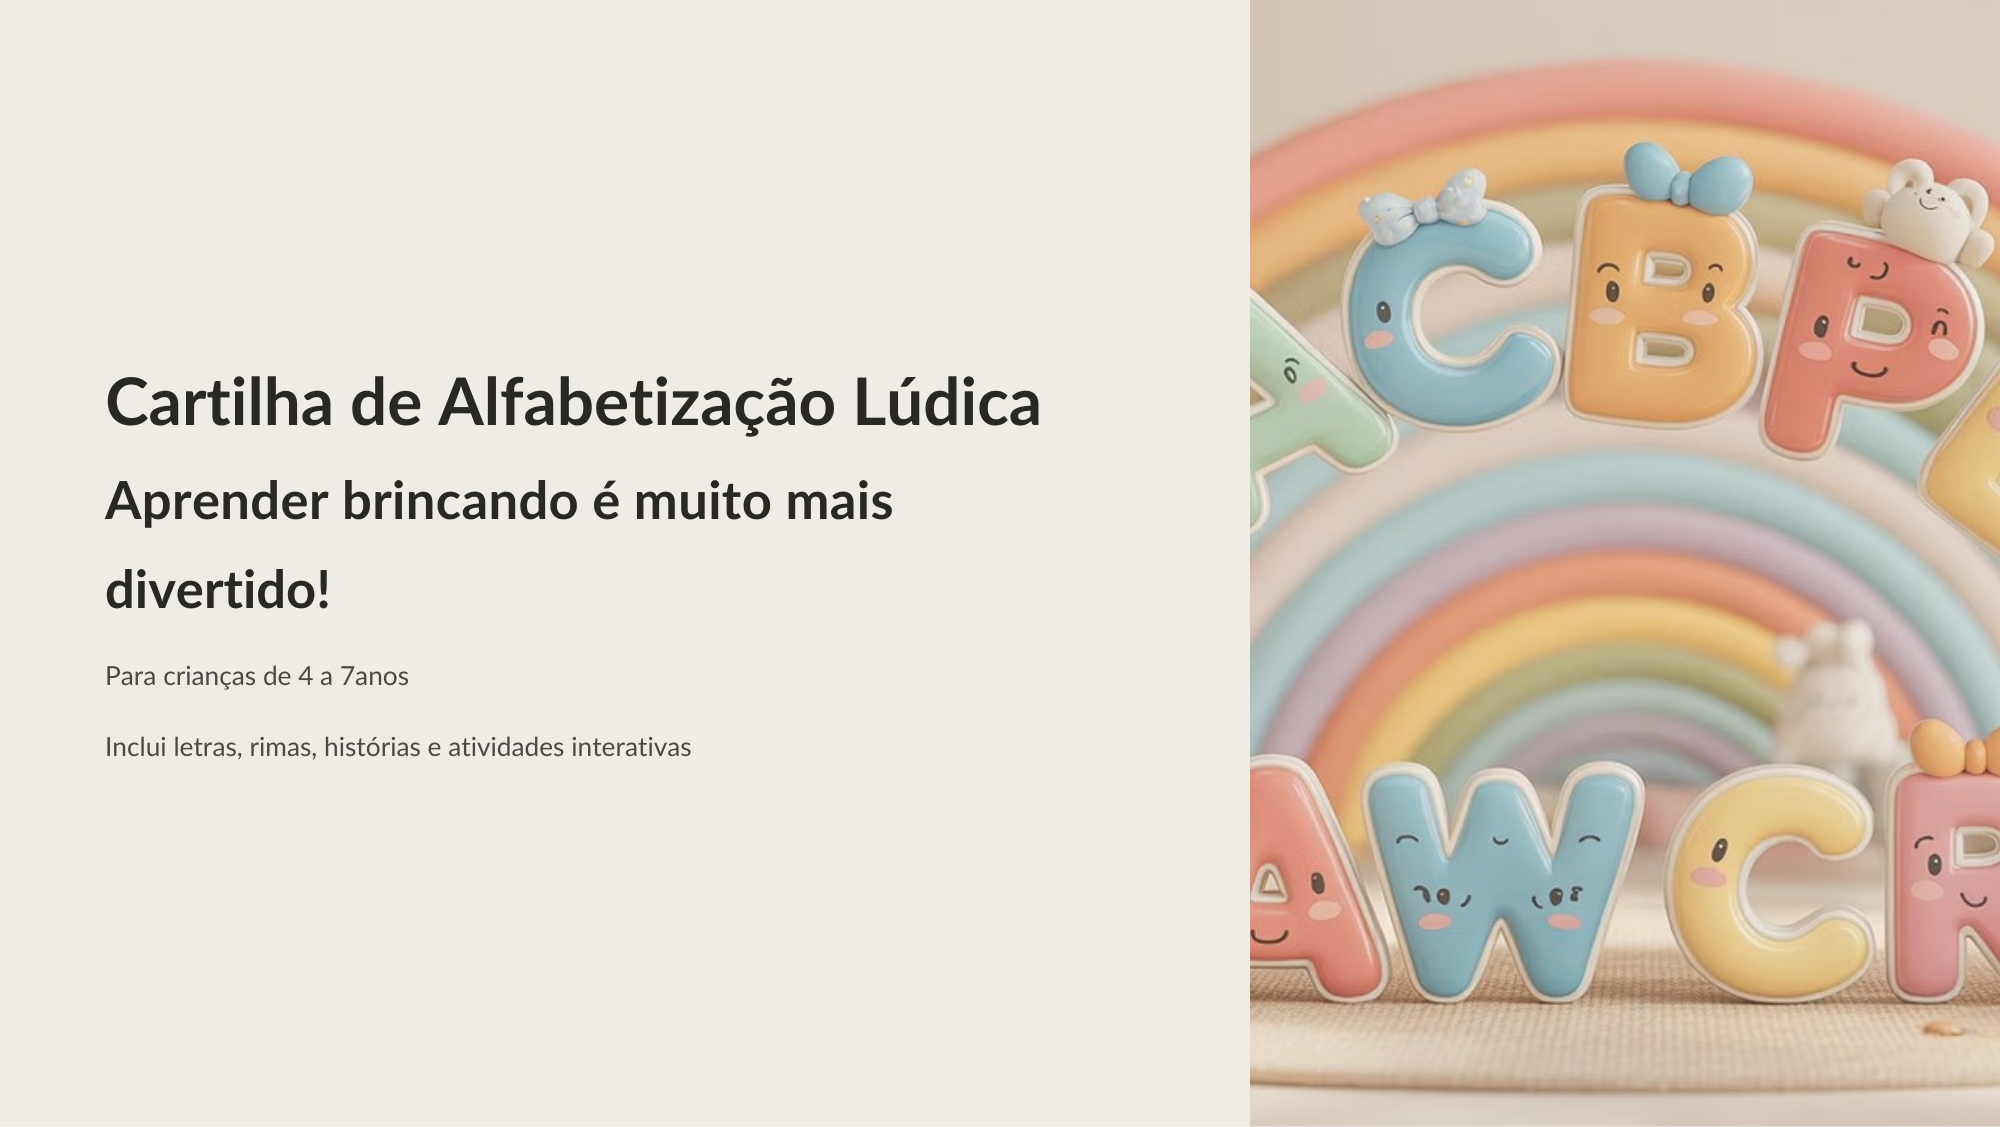 Cartilha de Alfabetização Lúdica
Aprender brincando é muito mais
divertido!
Para crianças de 4 a 7anos
Inclui letras, rimas, histórias e atividades interativas
A C B P
A W C R